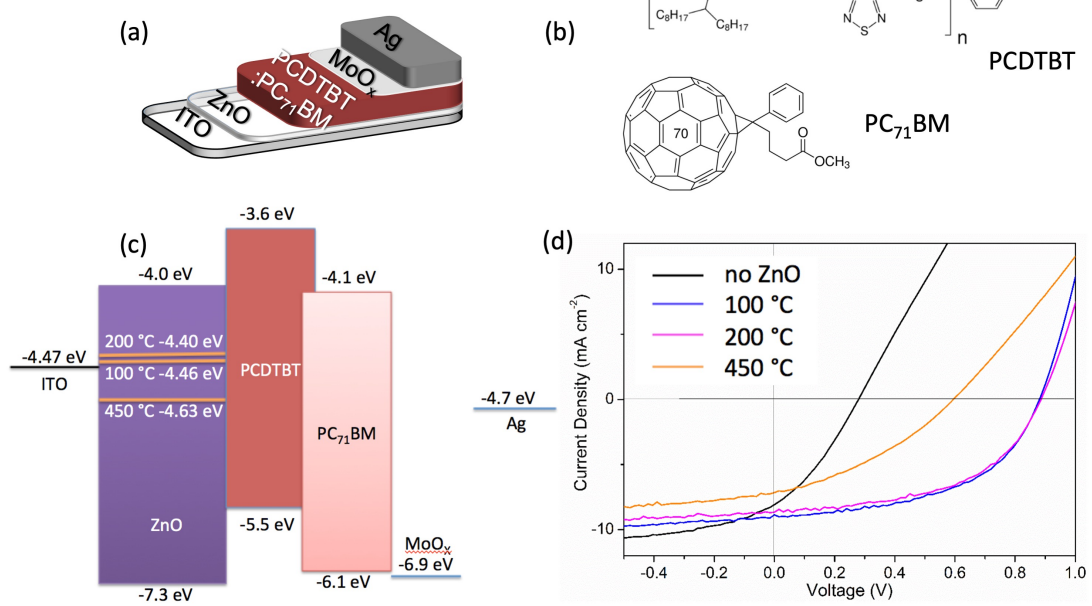 (a)
Ag
MoOx
PCDTBT
:PC71BM
ZnO
ITO
(b)
C8H17
C8H17
N
N
S
n
PCDTBT
70
O
OCH3
PC71BM
(c)
-3.6 eV
-4.0 eV
-4.1 eV
200 °C -4.40 eV
-4.47 eV
ITO
100 °C -4.46 eV
PCDTBT
450 °C -4.63 eV
-4.7 eV
Ag
PC71BM
ZnO
-5.5 eV
MoOx
-6.9 eV
-6.1 eV
-7.3 eV
(d)
no ZnO
100 °C
200 °C
450 °C
10
0
-10
Current Density (mA cm-2)
-0.4 -0.2 0.0 0.2 0.4 0.6 0.8 1.0
Voltage (V)